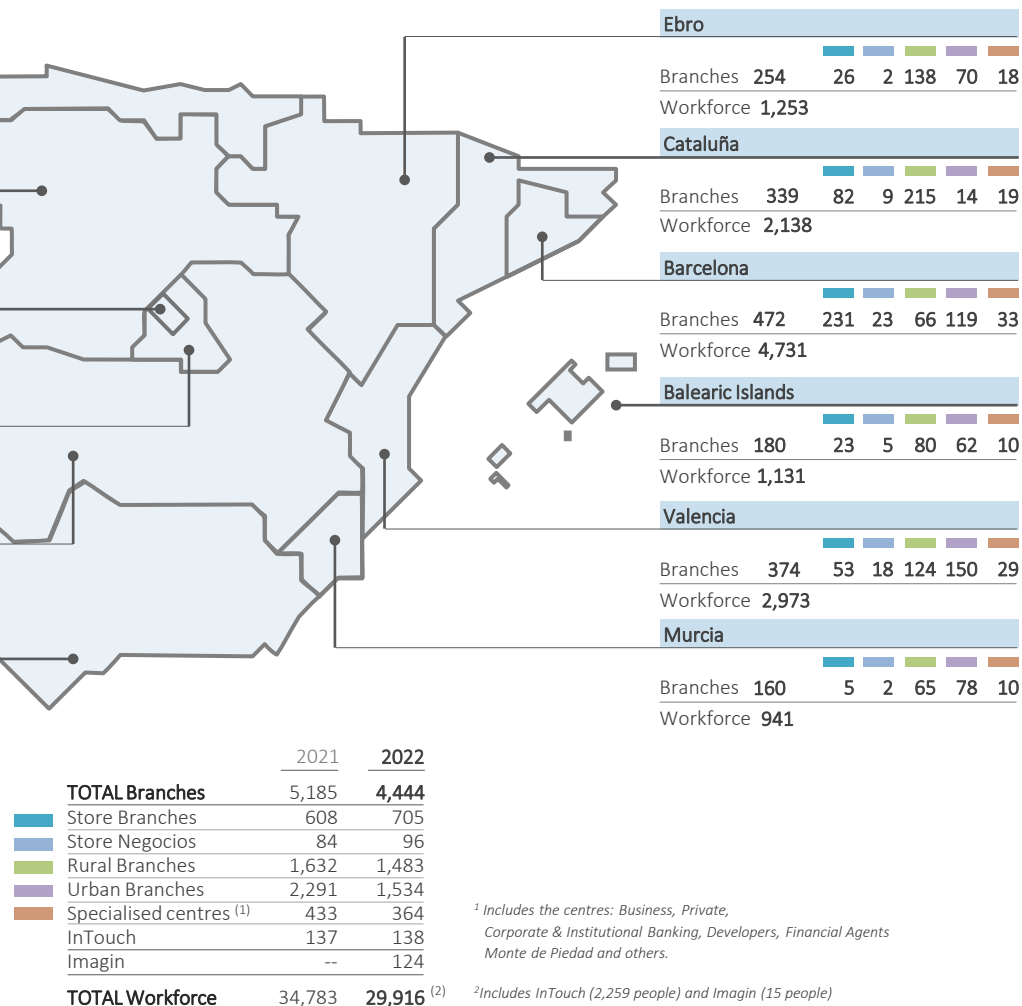 Ebro
Branches 254 26 2 138 70 18
Workforce 1,253
Cataluña
Branches 339 82 9 215 14 19
Workforce 2,138
Barcelona
Branches 472 231 23 66 119 33
Workforce 4,731
Balearic Islands
Branches 180 23 5 80 62 10
Workforce 1,131
Valencia
Branches 374 53 18 124 150 29
Workforce 2,973
Murcia
Branches 160 5 2 65 78 10
Workforce 941
2021 2022
TOTAL Branches 5,185 4,444
Store Branches 608 705
Store Negocios 84 96
Rural Branches 1,632 1,483
Urban Branches 2,291 1,534
Specialised centres (1) 433 364
InTouch 137 138
Imagin -- 124
TOTAL Workforce 34,783 29,916 (2)
1 Includes the centres: Business, Private,
Corporate & Institutional Banking, Developers, Financial Agents
Monte de Piedad and others.
2Includes InTouch (2,259 people) and Imagin (15 people)